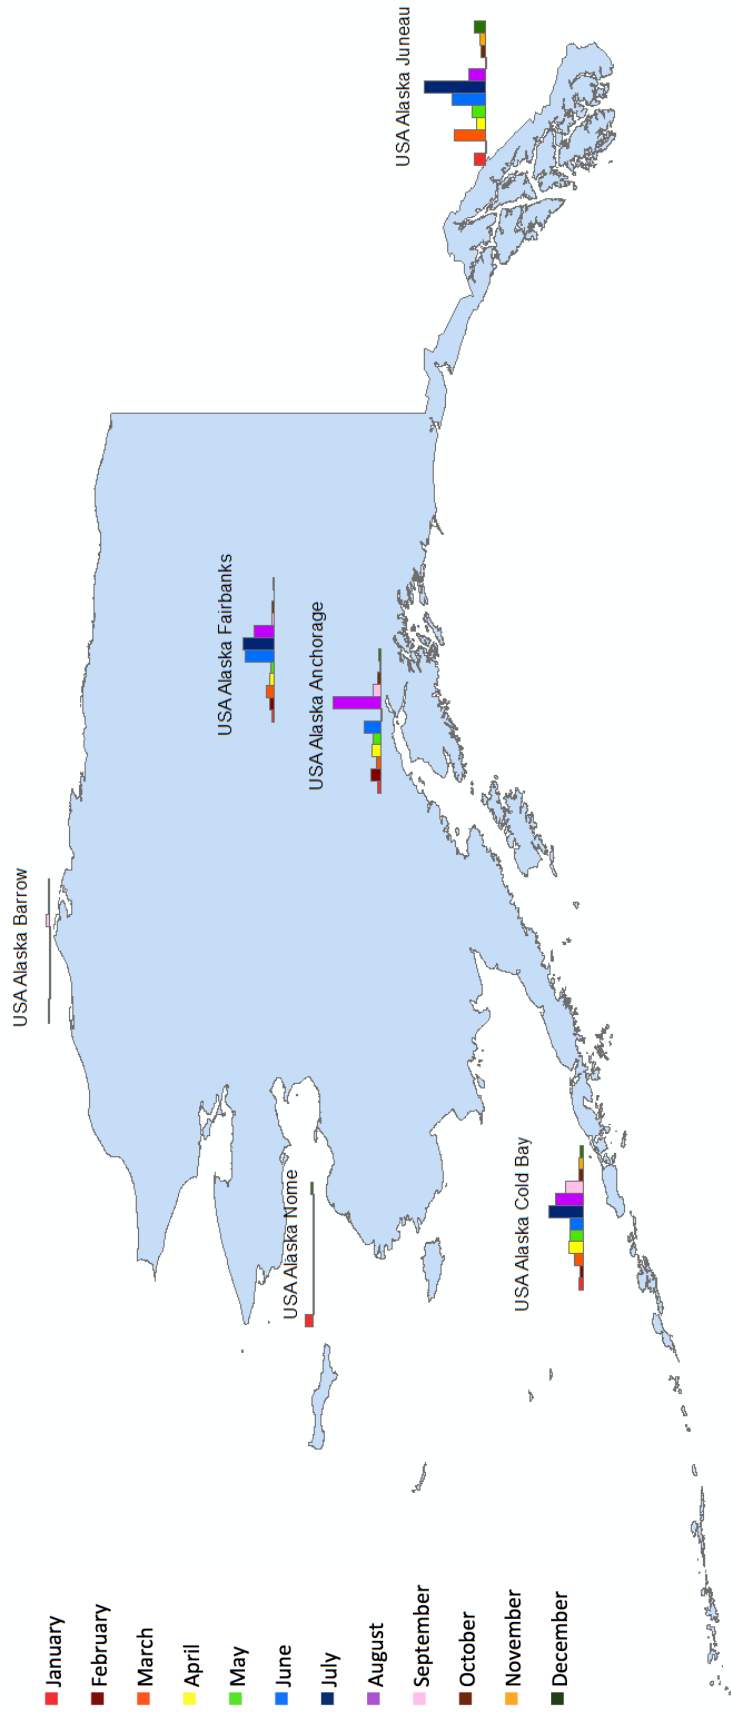 January
February
March
April
May
June
July
August
September
October
November
December
USA Alaska Barrow
USA Alaska Nome
USA Alaska Fairbanks
USA Alaska Anchorage
USA Alaska Cold Bay
USA Alaska Juneau